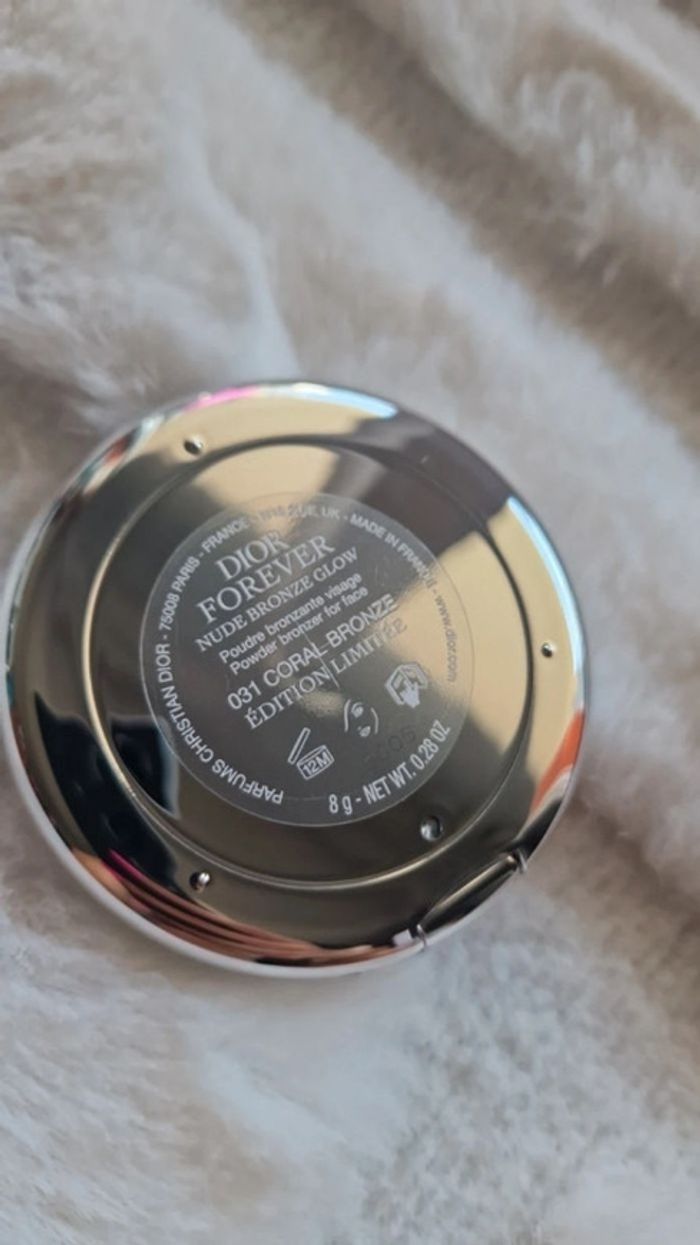 DIOR
FOREVER
NUDE BRONZE GLOW
Poudre bronzante visage
Powder bronzer for face
031 CORAL BRONZE
ÉDITION LIMITÉE
12M
8 g - NET WT. 0.28 OZ
PARFUMS CHRISTIAN DIOR - 75008 PARIS - FRANCE - UK - MADE IN FRANCE - www.dior.com